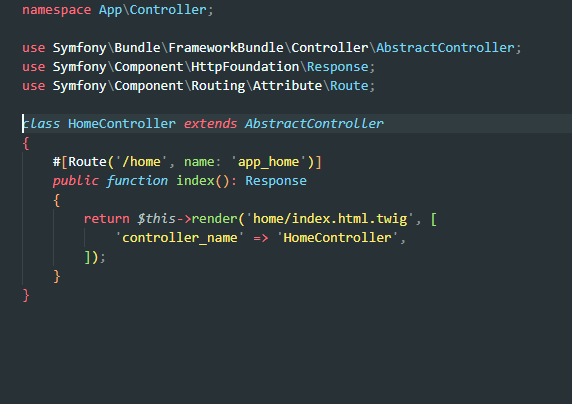 namespace App\Controller;
use Symfony\Bundle\FrameworkBundle\Controller\AbstractController;
use Symfony\Component\HttpFoundation\Response;
use Symfony\Component\Routing\Attribute\Route;
class HomeController extends AbstractController
{
#[Route('/home', name: 'app_home')]
public function index(): Response
{
return $this->render('home/index.html.twig', [
'controller_name' => 'HomeController',
]);
}
}